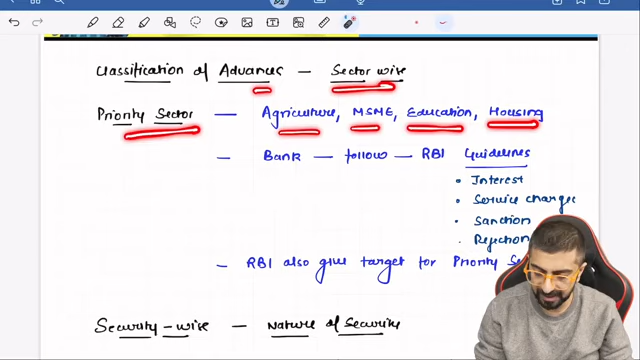 Classification of Advances – Sector wise
Priority Sector — Agriculture, MSME, Education, Housing
– Bank – follow – RBI Guidelines
• Interest
• Service charges
• Sanction
• Rejection
– RBI also give target for Priority
Security-wise – Nature of Security